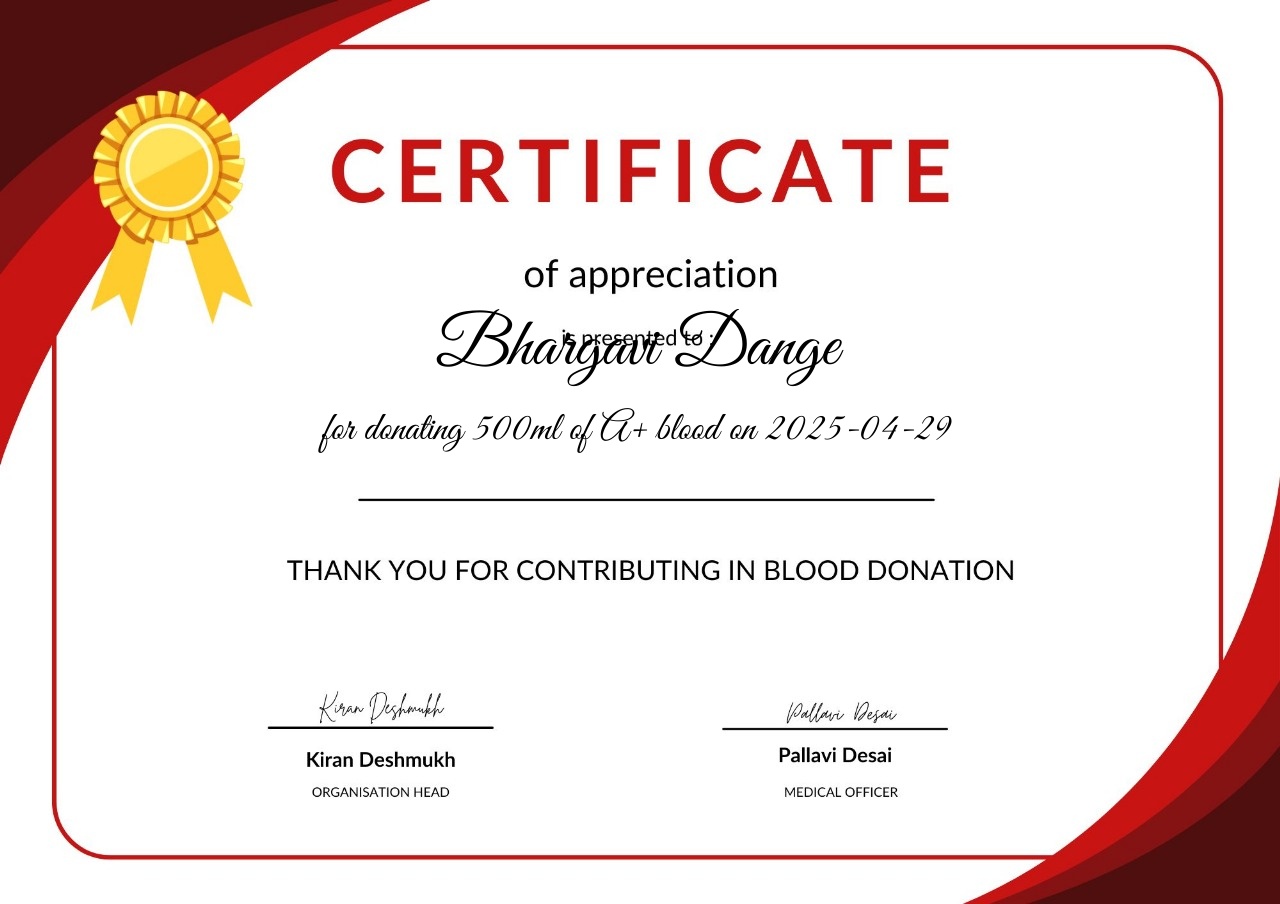 CERTIFICATE
of appreciation
is presented to :
Bhargavi Dange
for donating 500ml of A+ blood on 2025-04-29
THANK YOU FOR CONTRIBUTING IN BLOOD DONATION
Kiran Deshmukh
Kiran Deshmukh
ORGANISATION HEAD
Pallavi Desai
Pallavi Desai
MEDICAL OFFICER